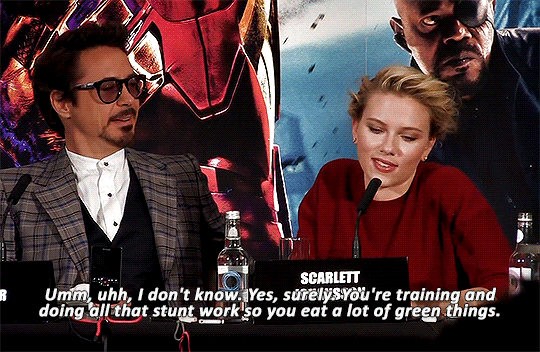 SCARLETT
R
Umm, uhh, I don't know. Yes, surely. You're training and
doing all that stunt work so you eat a lot of green things.